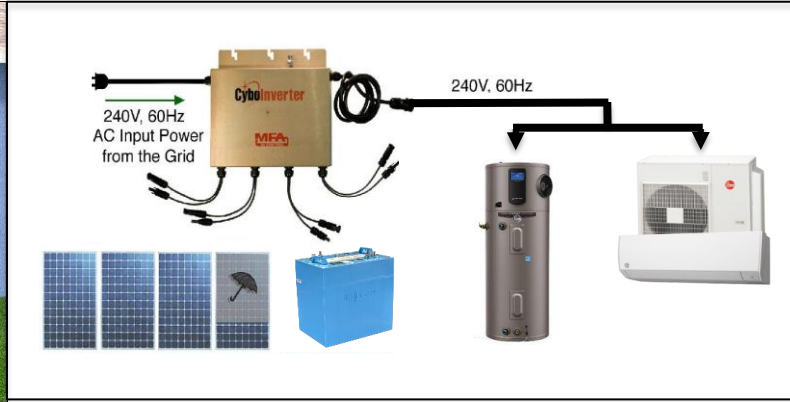 CyboInverter
240V, 60Hz
240V, 60Hz
AC Input Power
from the Grid
MFA